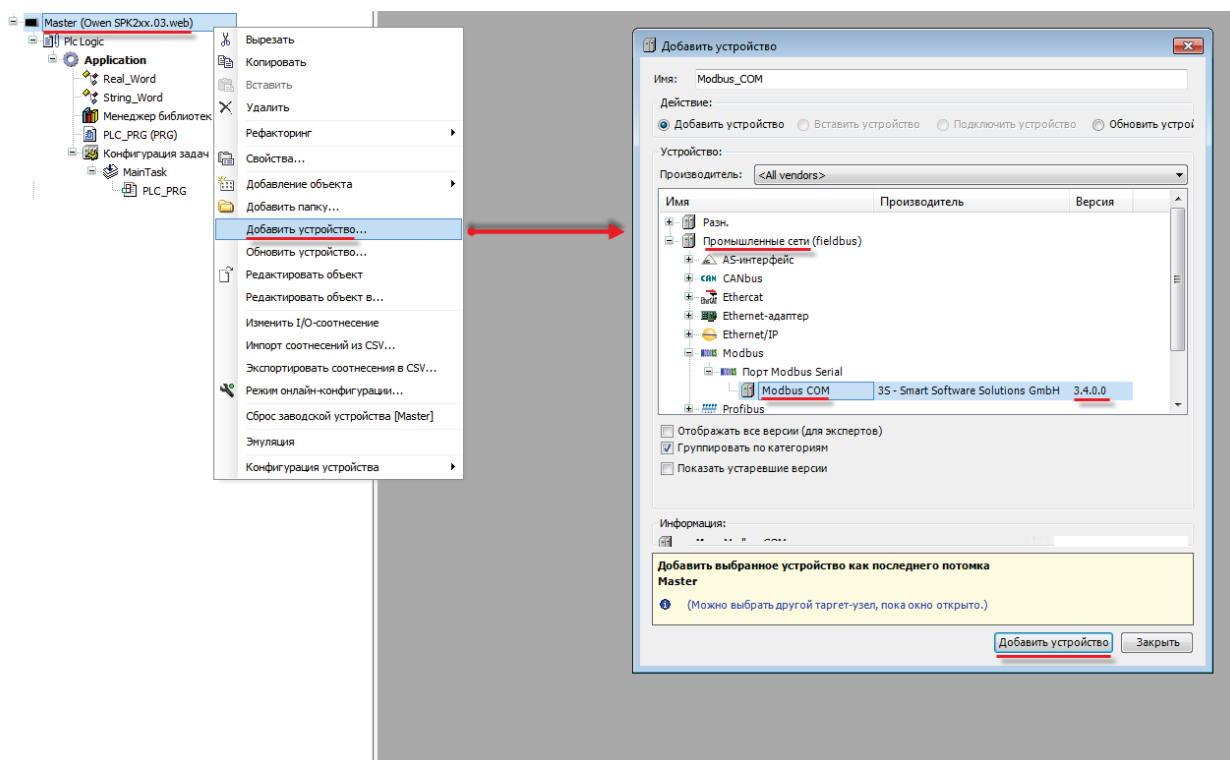 Master (Owen SPK2xx.03.web)
Plc Logic
Application
Real_Word
String_Word
Менеджер библиотек
PLC_PRG (PRG)
Конфигурация задач
MainTask
PLC_PRG
Вырезать
Копировать
Вставить
Удалить
Рефакторинг
Свойства...
Добавление объекта
Добавить папку...
Добавить устройство...
Обновить устройство...
Редактировать объект
Редактировать объект в...
Изменить I/O-соотнесение
Импорт соотнесений из CSV...
Экспортировать соотнесения в CSV...
Режим онлайн-конфигурации...
Сброс заводской устройства [Master]
Эмуляция
Конфигурация устройства
Добавить устройство
Имя: Modbus_COM
Действие:
Добавить устройство Вставить устройство Подключить устройство Обновить устрой
Устройство:
Производитель: <All vendors>
Имя Производитель Версия
Разн.
Промышленные сети (fieldbus)
AS-интерфейс
CAN CANbus
Ethercat
Ethernet-адаптер
Ethernet/IP
Modbus
Порт Modbus Serial
Modbus COM 3S - Smart Software Solutions GmbH 3.4.0.0
Profibus
Отображать все версии (для экспертов)
Группировать по категориям
Показать устаревшие версии
Информация:
Добавить выбранное устройство как последнего потомка
Master
(Можно выбрать другой таргет-узел, пока окно открыто.)
Добавить устройство Закрыть